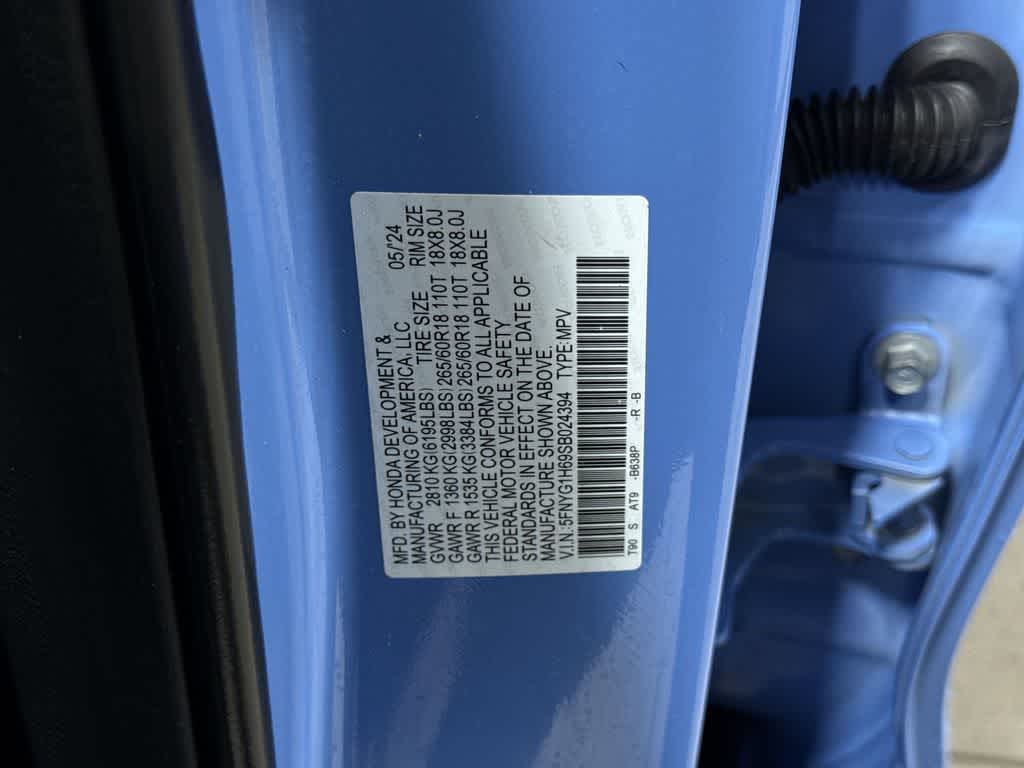 MFD. BY HONDA DEVELOPMENT &
MANUFACTURING OF AMERICA, LLC 05/'24
GVWR 2810 KG(6195LBS) TIRE SIZE RIM SIZE
GAWR F 1360 KG(2998LBS) 265/60R18 110T 18X8.0J
GAWR R 1535 KG(3384LBS) 265/60R18 110T 18X8.0J
THIS VEHICLE CONFORMS TO ALL APPLICABLE
FEDERAL MOTOR VEHICLE SAFETY
STANDARDS IN EFFECT ON THE DATE OF
MANUFACTURE SHOWN ABOVE.
V.I.N.:5FNYG1H69SB024394 TYPE:MPV
T90 S AT9 -B638P -R -B